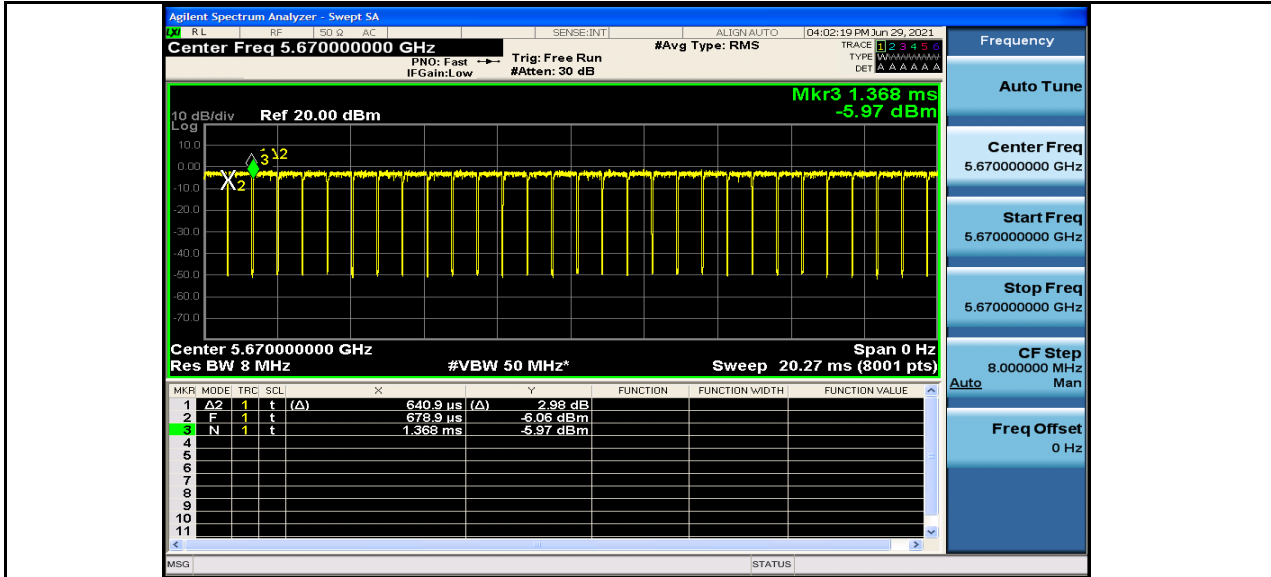 Agilent Spectrum Analyzer - Swept SA
LXI RL RF 50 Ω AC SENSE:INT ALIGN AUTO 04:02:19 PM Jun 29, 2021
Center Freq 5.670000000 GHz #Avg Type: RMS TRACE 1 2 3 4 5 6
PNO: Fast Trig: Free Run TYPE
IFGain:Low #Atten: 30 dB DET A A A A A A
Mkr3 1.368 ms
-5.97 dBm
10 dB/div Ref 20.00 dBm
Log
10.0
0.00
-10.0
-20.0
-30.0
-40.0
-50.0
-60.0
-70.0
3 2
X2
Center 5.670000000 GHz Span 0 Hz
Res BW 8 MHz #VBW 50 MHz* Sweep 20.27 ms (8001 pts)
MKR MODE TRC SCL X Y FUNCTION FUNCTION WIDTH FUNCTION VALUE
1 Δ2 1 t (Δ) 640.9 µs (Δ) 2.98 dB
2 F 1 t 678.9 µs -6.06 dBm
3 N 1 t 1.368 ms -5.97 dBm
4
5
6
7
8
9
10
11
MSG STATUS
Frequency
Auto Tune
Center Freq
5.670000000 GHz
Start Freq
5.670000000 GHz
Stop Freq
5.670000000 GHz
CF Step
8.000000 MHz
Auto Man
Freq Offset
0 Hz